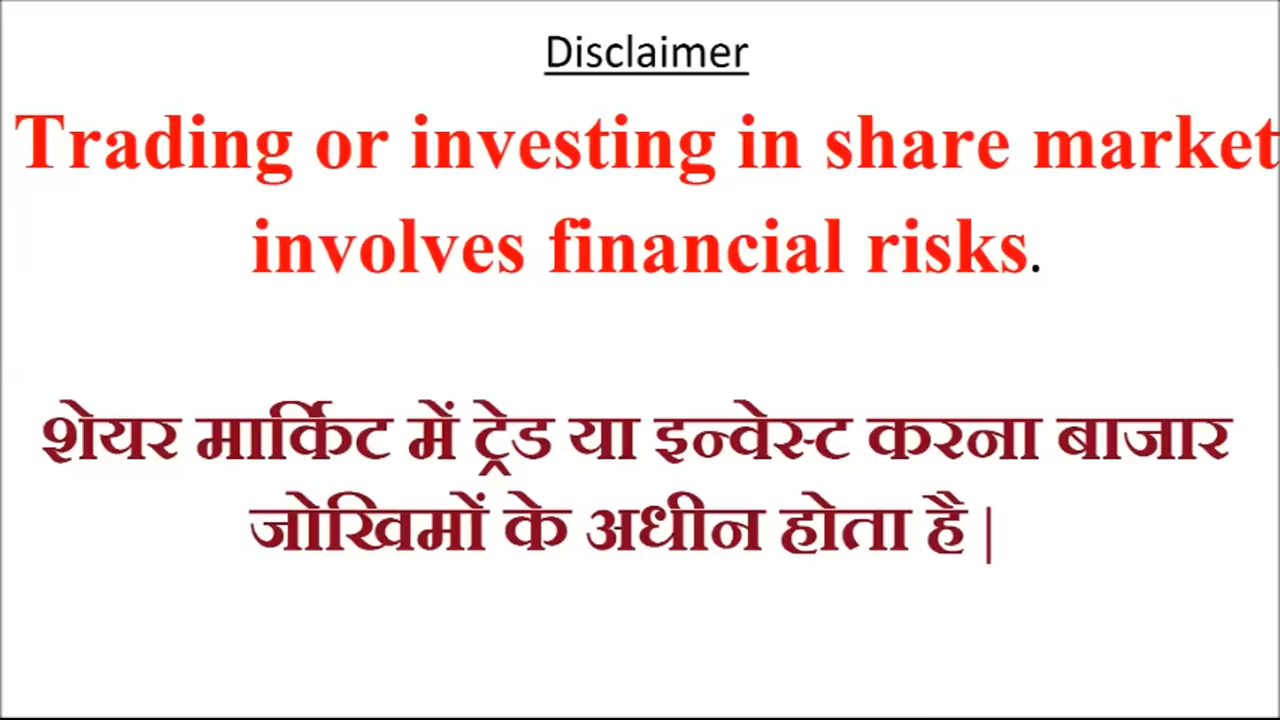 Disclaimer
Trading or investing in share market
involves financial risks.
शेयर मार्किट में ट्रेड या इन्वेस्ट करना बाजार
जोखिमों के अधीन होता है |